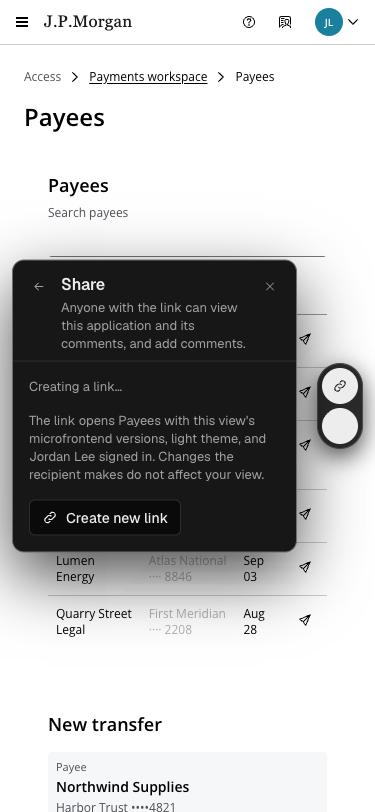 J.P.Morgan
JL
Access
Payments workspace
Payees
Payees
Payees
Search payees
Share
Anyone with the link can view
this application and its
comments, and add comments.
Creating a link…
The link opens Payees with this view's
microfrontend versions, light theme, and
Jordan Lee signed in. Changes the
recipient makes do not affect your view.
Create new link
Lumen Atlas National Sep
Energy ···· 8846 03
Quarry Street First Meridian Aug
Legal ···· 2208 28
New transfer
Payee
Northwind Supplies
Harbor Trust ••••4821